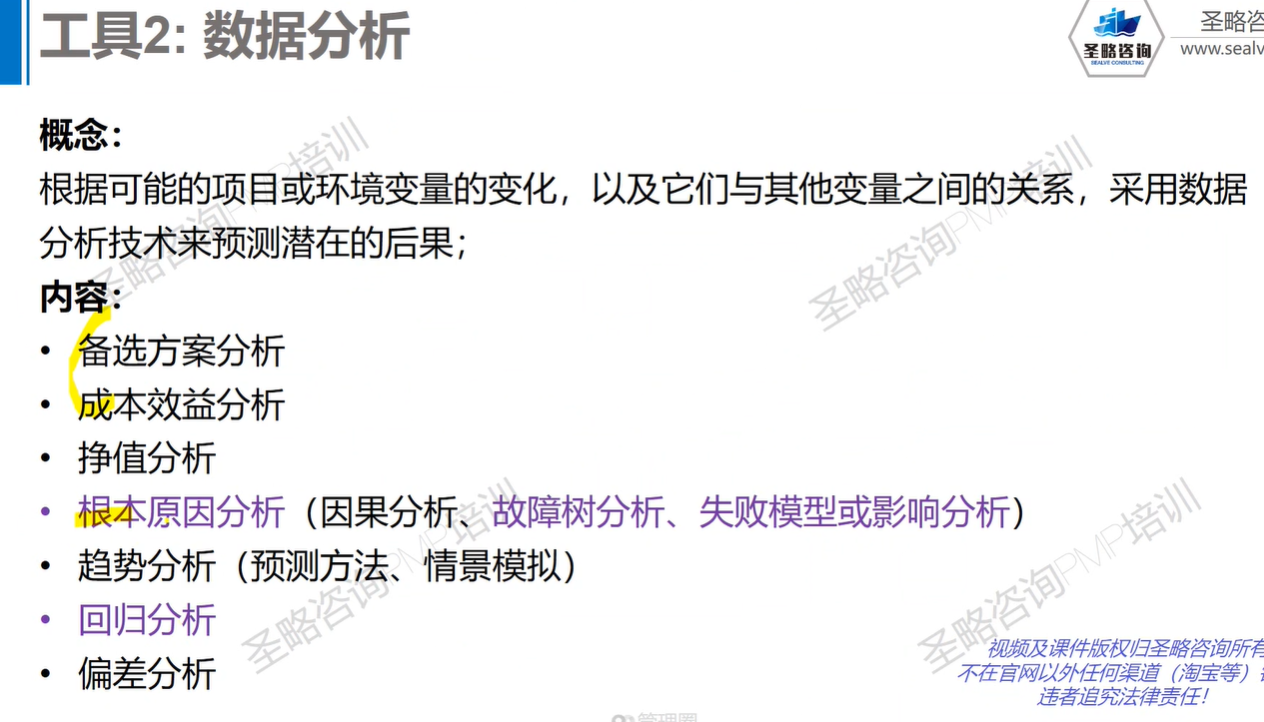 工具2: 数据分析
圣略咨询
SEALVE CONSULTING
圣略咨
www.sealv
概念：
根据可能的项目或环境变量的变化，以及它们与其他变量之间的关系，采用数据
分析技术来预测潜在的后果；
内容：
• 备选方案分析
• 成本效益分析
• 挣值分析
• 根本原因分析（因果分析、故障树分析、失败模型或影响分析）
• 趋势分析（预测方法、情景模拟）
• 回归分析
• 偏差分析
圣略咨询PMP培训
圣略咨询PMP培训
圣略咨询PMP培训
圣略咨询PMP培训
视频及课件版权归圣略咨询所有
不在官网以外任何渠道（淘宝等）
违者追究法律责任！
管理圈